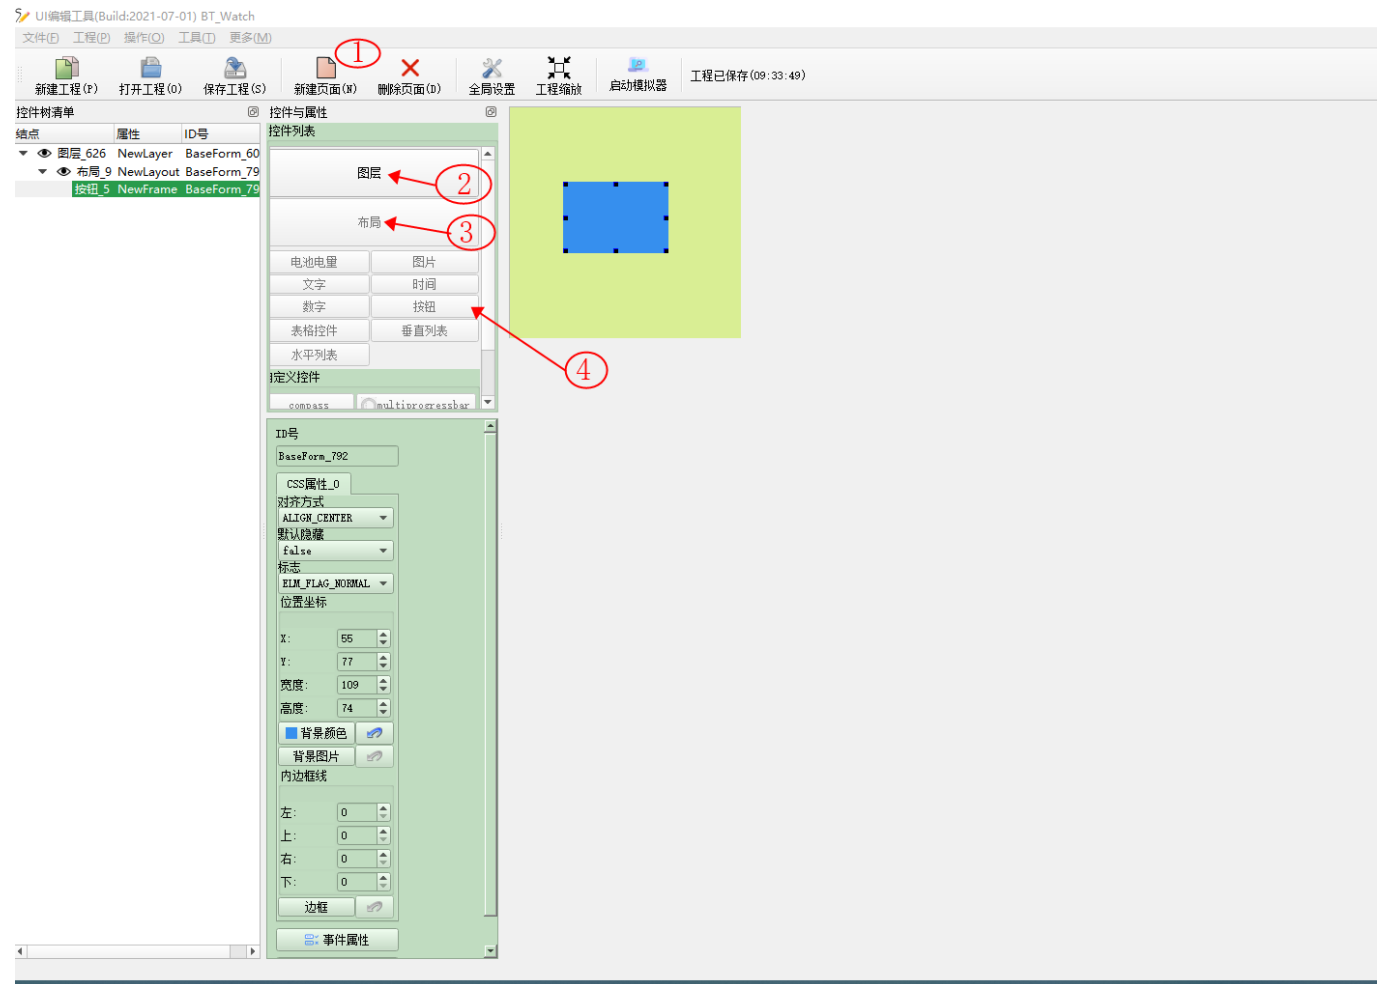 UI编辑工具(Build:2021-07-01) BT_Watch
文件(F) 工程(P) 操作(O) 工具(T) 更多(M)
新建工程(P) 打开工程(O) 保存工程(S) 新建页面(N) 删除页面(D) 全局设置 工程缩放 启动模拟器 工程已保存(09:33:49)
①
控件树清单
结点 属性 ID号
图层_626 NewLayer BaseForm_60
布局_9 NewLayout BaseForm_79
按钮_5 NewFrame BaseForm_79
控件与属性
控件列表
图层
②
布局
③
电池电量 图片
文字 时间
数字 按钮
表格控件 垂直列表
水平列表
④
定义控件
compass multiprogressbar
ID号
BaseForm_792
CSS属性_0
对齐方式
ALIGN_CENTER
默认隐藏
false
标志
ELM_FLAG_NORMAL
位置坐标
X: 55
Y: 77
宽度: 109
高度: 74
背景颜色
背景图片
内边框线
左: 0
上: 0
右: 0
下: 0
边框
事件属性